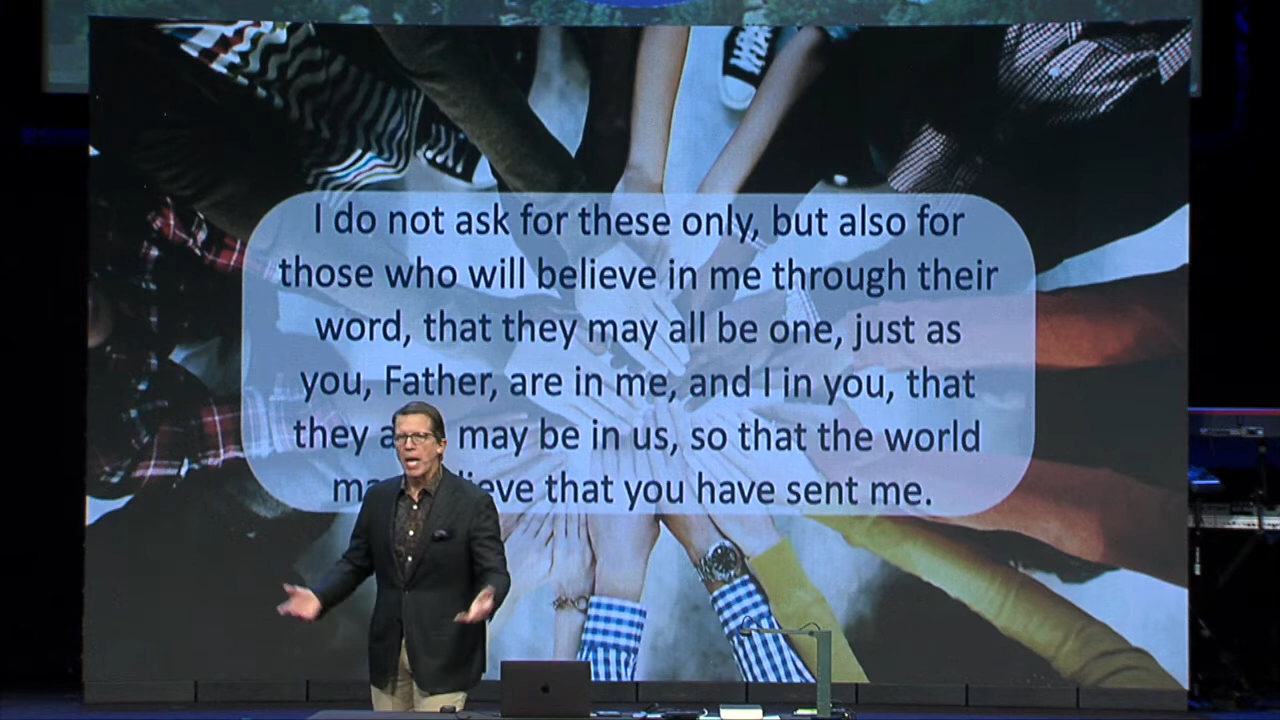 I do not ask for these only, but also for
those who will believe in me through their
word, that they may all be one, just as
you, Father, are in me, and I in you, that
they may be in us, so that the world
that you have sent me.